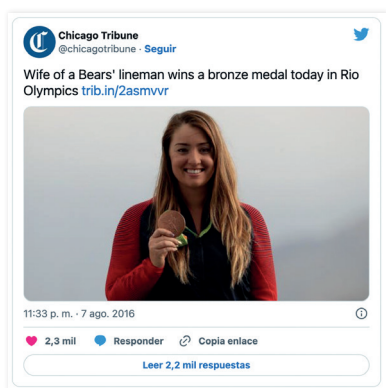 Chicago Tribune
@chicagotribune · Seguir
Wife of a Bears' lineman wins a bronze medal today in Rio
Olympics trib.in/2asmvvr
11:33 p. m. · 7 ago. 2016
2,3 mil Responder Copia enlace
Leer 2,2 mil respuestas